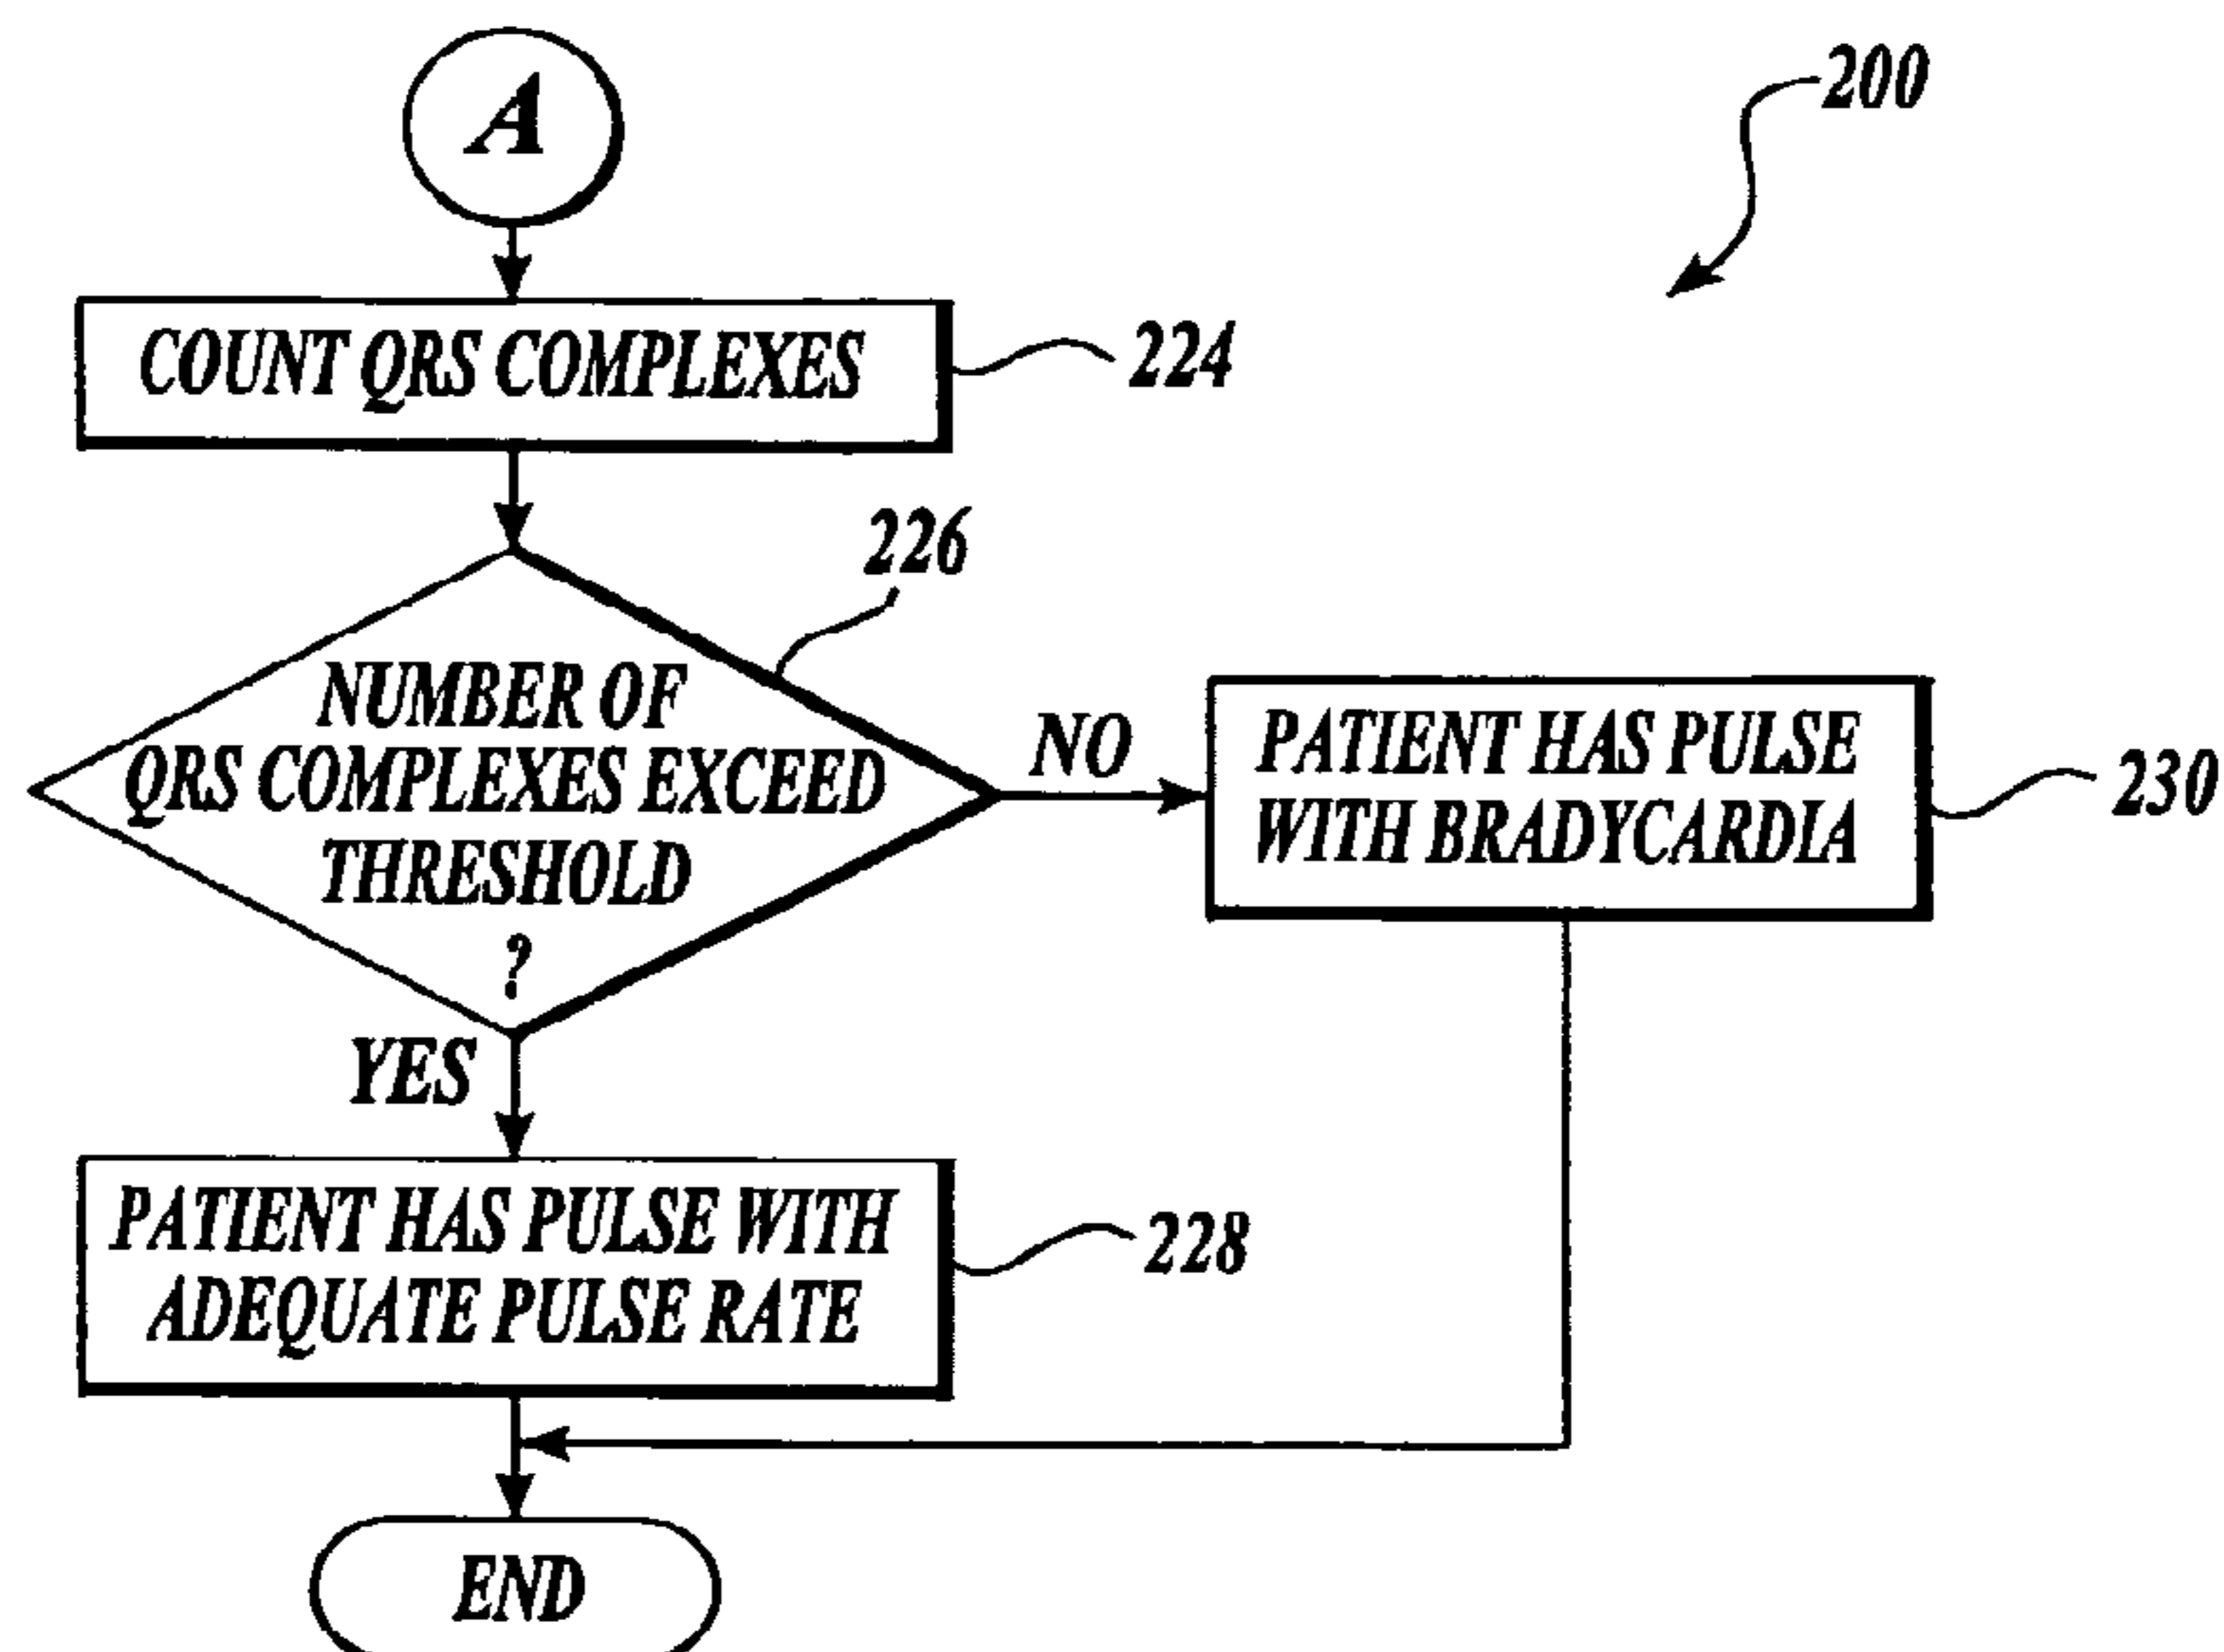 A
200
COUNT QRS COMPLEXES
224
226
NUMBER OF
QRS COMPLEXES EXCEED
THRESHOLD
?
NO
PATIENT HAS PULSE
WITH BRADYCARDIA
230
YES
PATIENT HAS PULSE WITH
ADEQUATE PULSE RATE
228
END